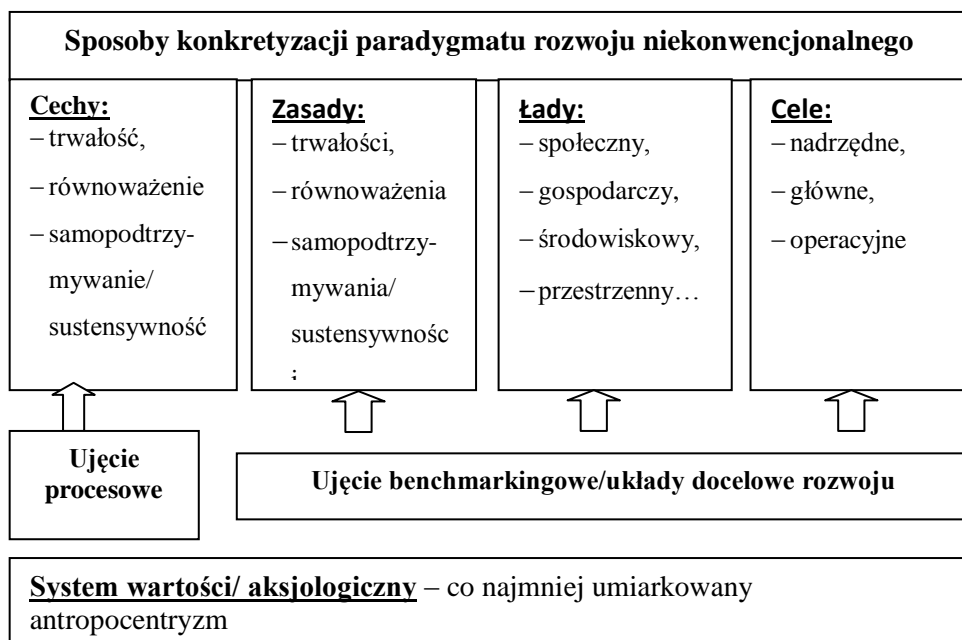 Sposoby konkretyzacji paradygmatu rozwoju niekonwencjonalnego
Cechy:
– trwałość,
– równoważenie
– samopodtrzy-
mywanie/
sustensywność
Zasady:
– trwałości,
– równoważenia
– samopodtrzy-
mywania/
sustensywnośc
i
Łady:
– społeczny,
– gospodarczy,
– środowiskowy,
– przestrzenny…
Cele:
– nadrzędne,
– główne,
– operacyjne
Ujęcie
procesowe
Ujęcie benchmarkingowe/układy docelowe rozwoju
System wartości/ aksjologiczny – co najmniej umiarkowany
antropocentryzm